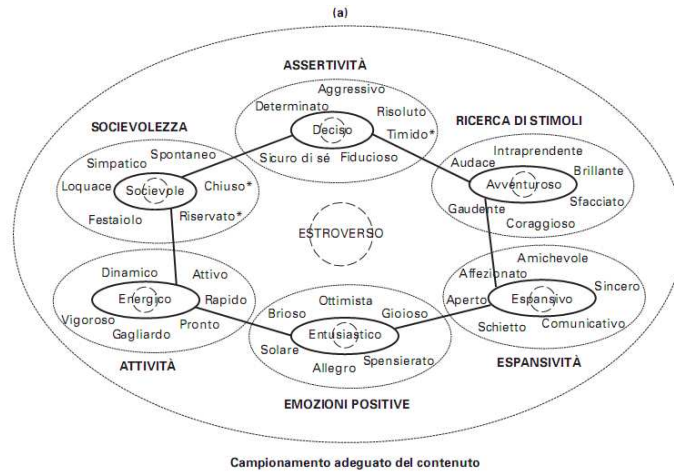 (a)
ASSERTIVITÀ
Aggressivo
Determinato
Risoluto
Deciso
Timido*
Sicuro di sé
Fiducioso
SOCIEVOLEZZA
Spontaneo
Simpatico
Loquace
Socievole
Chiuso*
Festaiolo
Riservato*
RICERCA DI STIMOLI
Intraprendente
Audace
Brillante
Avventuroso
Sfacciato
Gaudente
Coraggioso
ESTROVERSO
Dinamico
Attivo
Energico
Rapido
Vigoroso
Pronto
Gagliardo
ATTIVITÀ
Ottimista
Brioso
Gioioso
Entusiastico
Solare
Spensierato
Allegro
EMOZIONI POSITIVE
Amichevole
Affezionato
Sincero
Aperto
Espansivo
Schietto
Comunicativo
ESPANSIVITÀ
Campionamento adeguato del contenuto